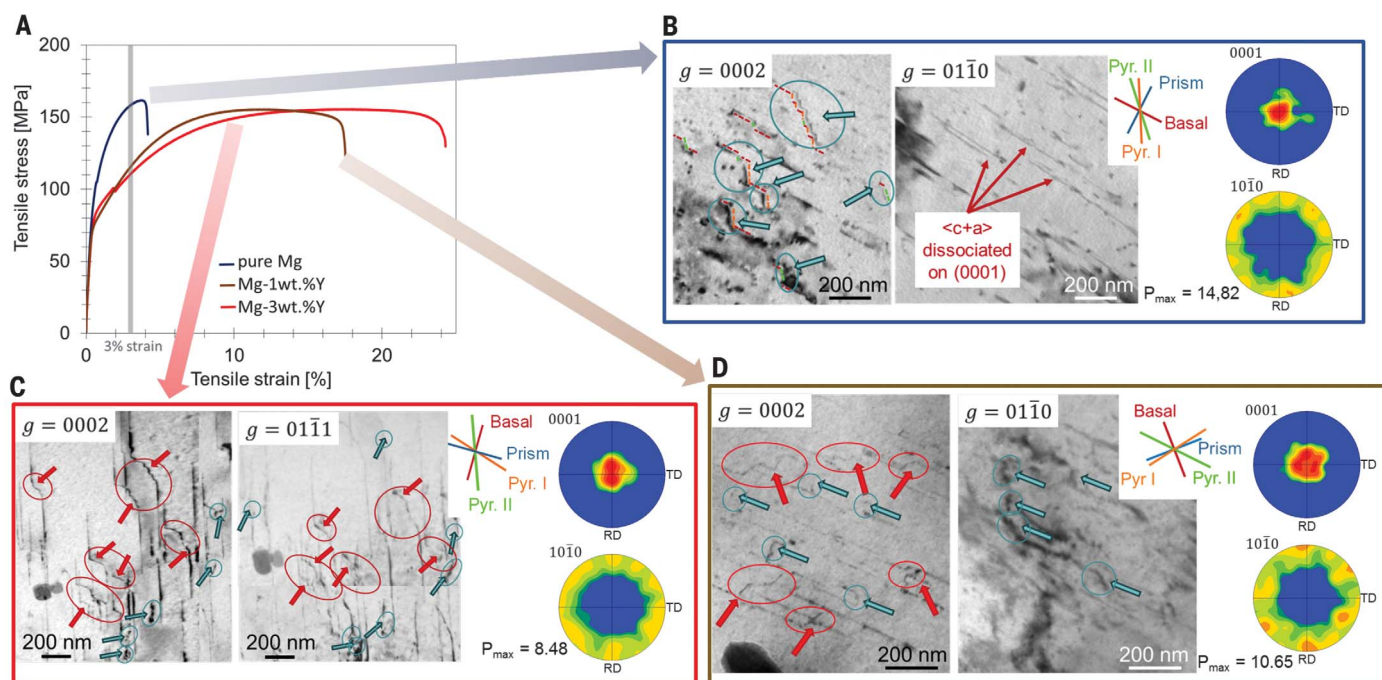 A
200
150
100
50
0
Tensile stress [MPa]
pure Mg
Mg-1wt.%Y
Mg-3wt.%Y
3% strain
0
10
20
Tensile strain [%]
B
g = 0002
200 nm
g = 011̄0
<c+a>
dissociated
on (0001)
200 nm
Pyr. II
Prism
Basal
Pyr. I
0001
TD
RD
101̄0
TD
RD
Pmax = 14,82
C
g = 0002
200 nm
g = 011̄1
200 nm
Basal
Prism
Pyr. I
Pyr. II
0001
TD
RD
101̄0
TD
RD
Pmax = 8.48
D
g = 0002
200 nm
g = 011̄0
200 nm
Basal
Prism
Pyr I
Pyr. II
0001
TD
RD
101̄0
TD
RD
Pmax = 10.65